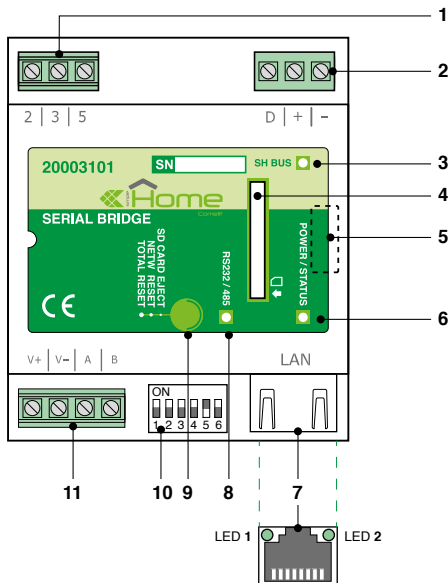 1
2
2 | 3 | 5
D | + | -
20003101
SN
SH BUS
3
4
Home
Comelit
SERIAL BRIDGE
5
SD CARD EJECT
NETW RESET
TOTAL RESET
RS232 / 485
POWER / STATUS
CE
6
V+ | V- | A | B
LAN
ON
1 2 3 4 5 6
11
10
9
8
7
LED 1
LED 2